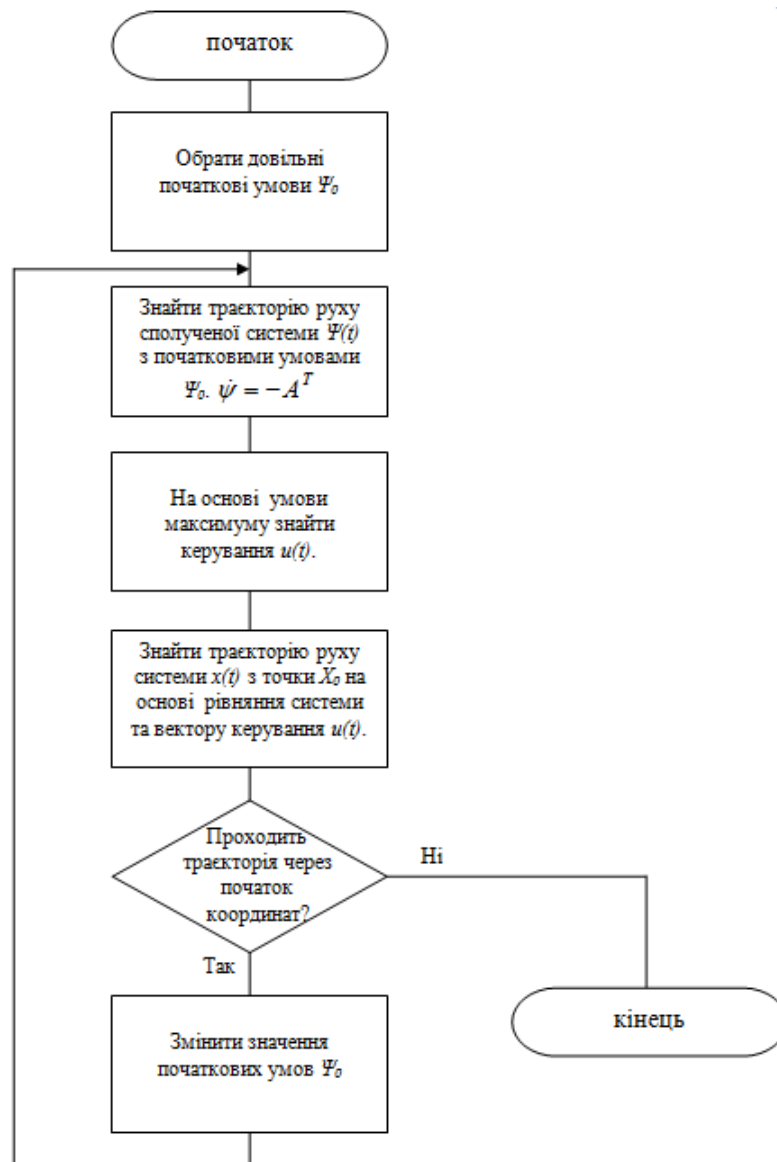 початок
Обрати довільні
початкові умови Ψ₀
Знайти траєкторію руху
сполученої системи Ψ(t)
з початковими умовами
Ψ₀. ψ̇ = −Aᵀ
На основі умови
максимуму знайти
керування u(t).
Знайти траєкторію руху
системи x(t) з точки X₀ на
основі рівняння системи
та вектору керування u(t).
Проходить
траєкторія через
початок
координат?
Ні
Так
кінець
Змінити значення
початкових умов Ψ₀